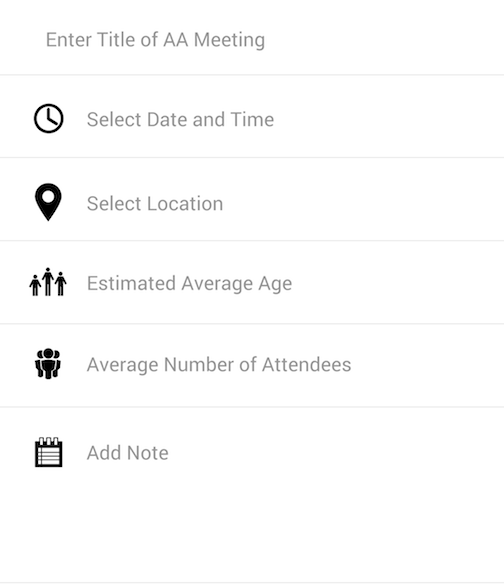 Enter Title of AA Meeting
Select Date and Time
Select Location
Estimated Average Age
Average Number of Attendees
Add Note